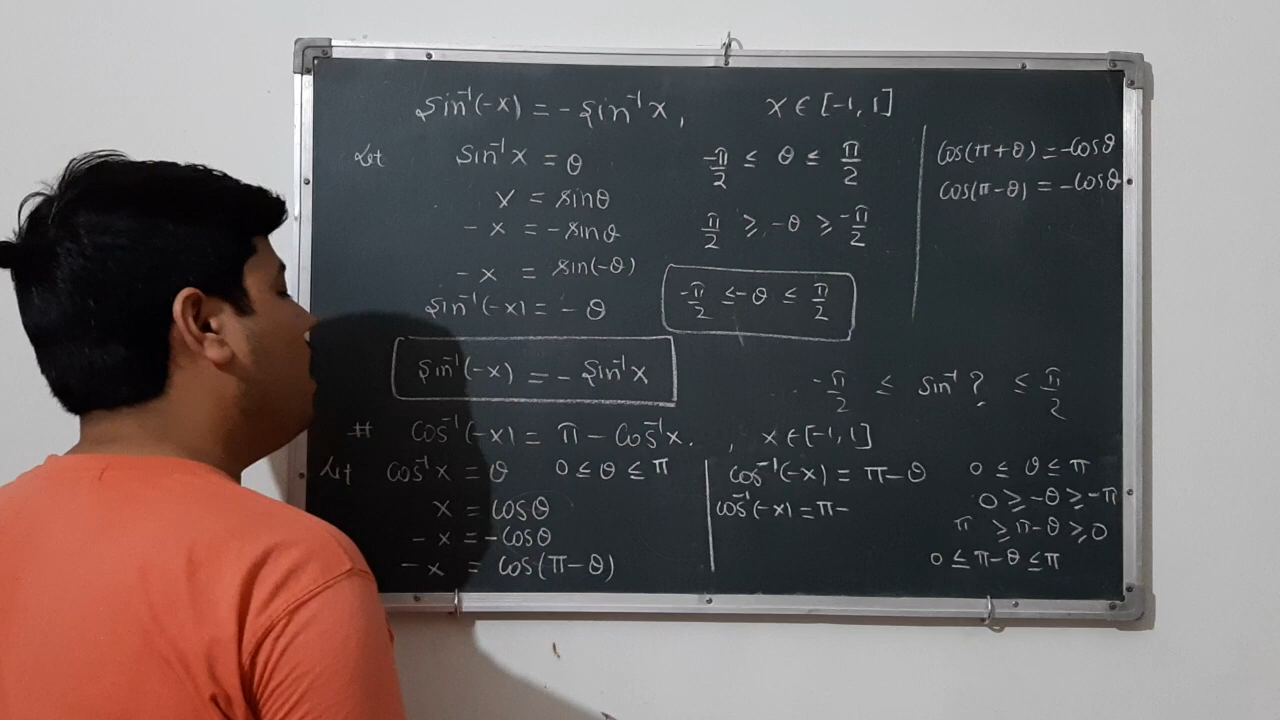 sin⁻¹(-x) = - sin⁻¹x, x ∈ [-1, 1]
Let sin⁻¹x = θ
x = sinθ
- x = - sinθ
- x = sin(-θ)
sin⁻¹(-x) = - θ
sin⁻¹(-x) = - sin⁻¹x
-π/2 ≤ θ ≤ π/2
π/2 ≥ -θ ≥ -π/2
-π/2 ≤ -θ ≤ π/2
cos(π+θ) = -cosθ
cos(π-θ) = -cosθ
-π/2 ≤ sin⁻¹ ? ≤ π/2
# cos⁻¹(-x) = π - cos⁻¹x. , x ∈ [-1, 1]
Let cos⁻¹x = θ 0 ≤ θ ≤ π
x = cosθ
- x = - cosθ
- x = cos(π-θ)
cos⁻¹(-x) = π-θ
cos⁻¹(-x) = π-
0 ≤ θ ≤ π
0 ≥ -θ ≥ -π
π ≥ π-θ ≥ 0
0 ≤ π-θ ≤ π